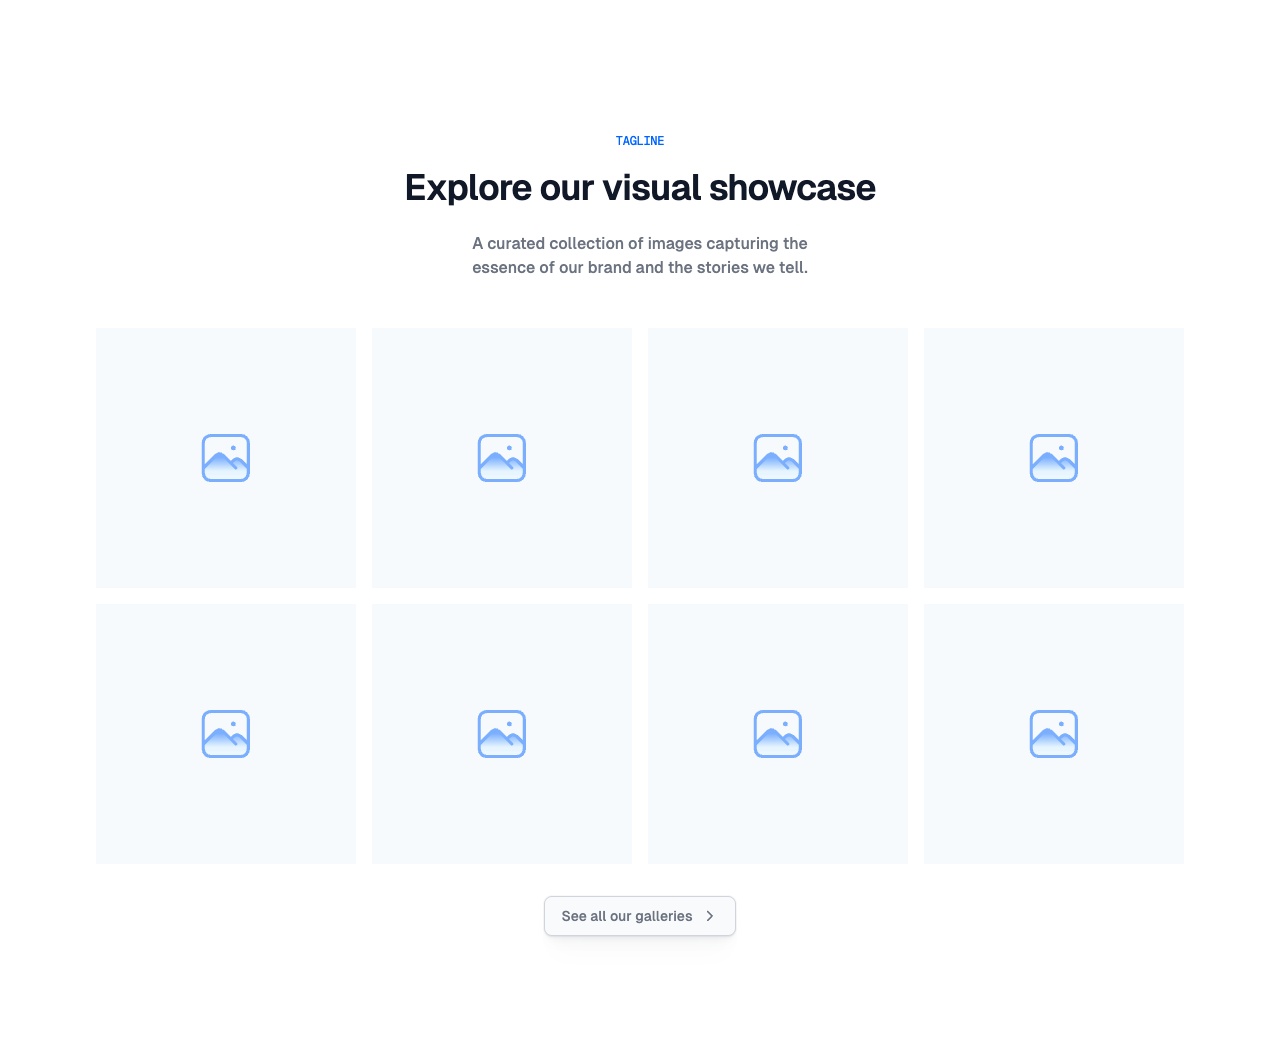 TAGLINE
Explore our visual showcase
A curated collection of images capturing the
essence of our brand and the stories we tell.
See all our galleries